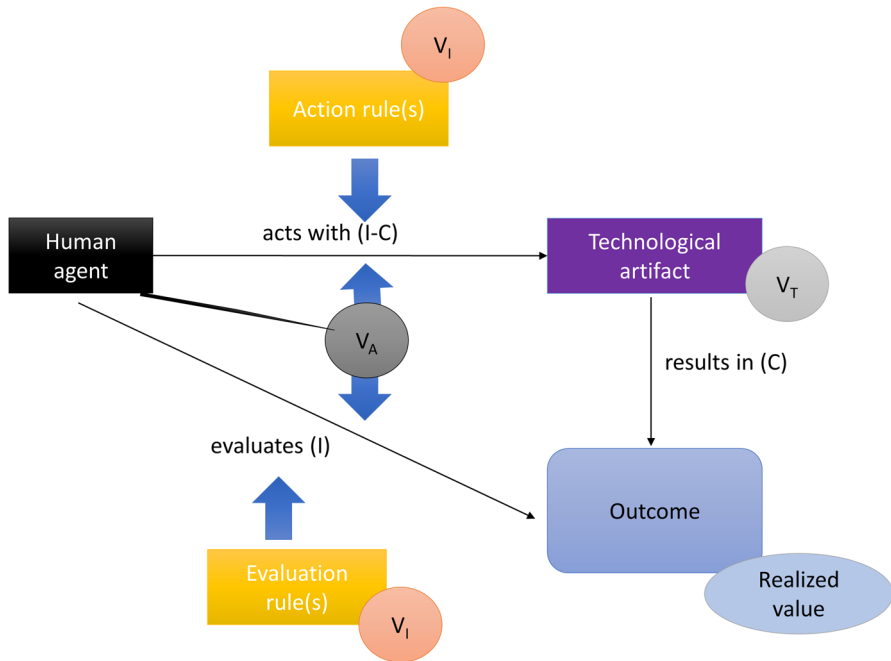 V_I
Action rule(s)
acts with (I-C)
Human
agent
Technological
artifact
V_T
V_A
results in (C)
evaluates (I)
Outcome
Evaluation
rule(s)
V_I
Realized
value